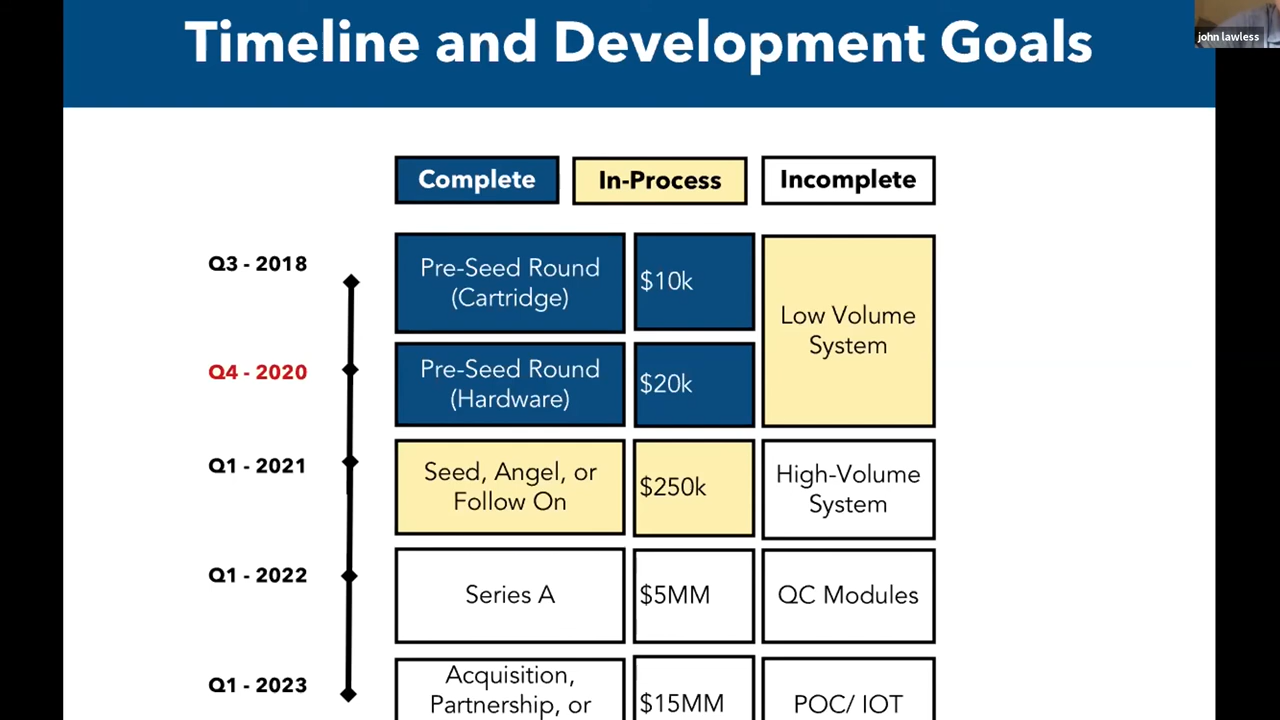 Timeline and Development Goals
john lawless
Complete
In-Process
Incomplete
Q3 - 2018
Pre-Seed Round
(Cartridge)
$10k
Low Volume
System
Q4 - 2020
Pre-Seed Round
(Hardware)
$20k
Q1 - 2021
Seed, Angel, or
Follow On
$250k
High-Volume
System
Q1 - 2022
Series A
$5MM
QC Modules
Q1 - 2023
Acquisition,
Partnership, or
$15MM
POC/ IOT